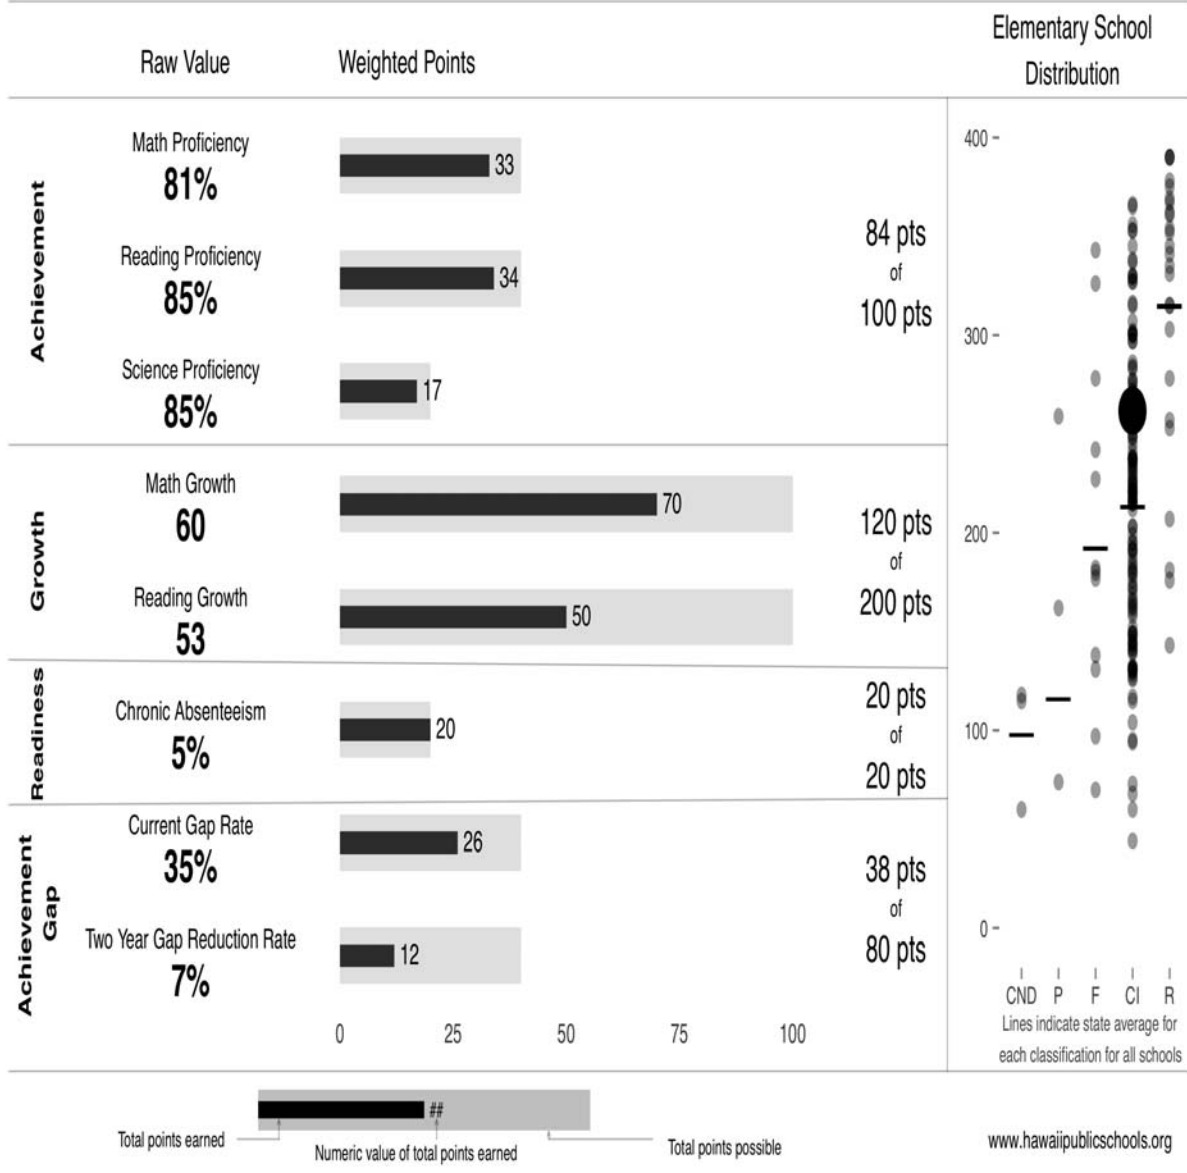 Raw Value
Weighted Points
Elementary School
Distribution
Achievement
Math Proficiency
81%
33
Reading Proficiency
85%
34
Science Proficiency
85%
17
84 pts
of
100 pts
Growth
Math Growth
60
70
Reading Growth
53
50
120 pts
of
200 pts
Readiness
Chronic Absenteeism
5%
20
20 pts
of
20 pts
Achievement
Gap
Current Gap Rate
35%
26
Two Year Gap Reduction Rate
7%
12
38 pts
of
80 pts
0 25 50 75 100
400
300
200
100
0
CND P F CI R
Lines indicate state average for
each classification for all schools
##
Total points earned
Numeric value of total points earned
Total points possible
www.hawaiipublicschools.org